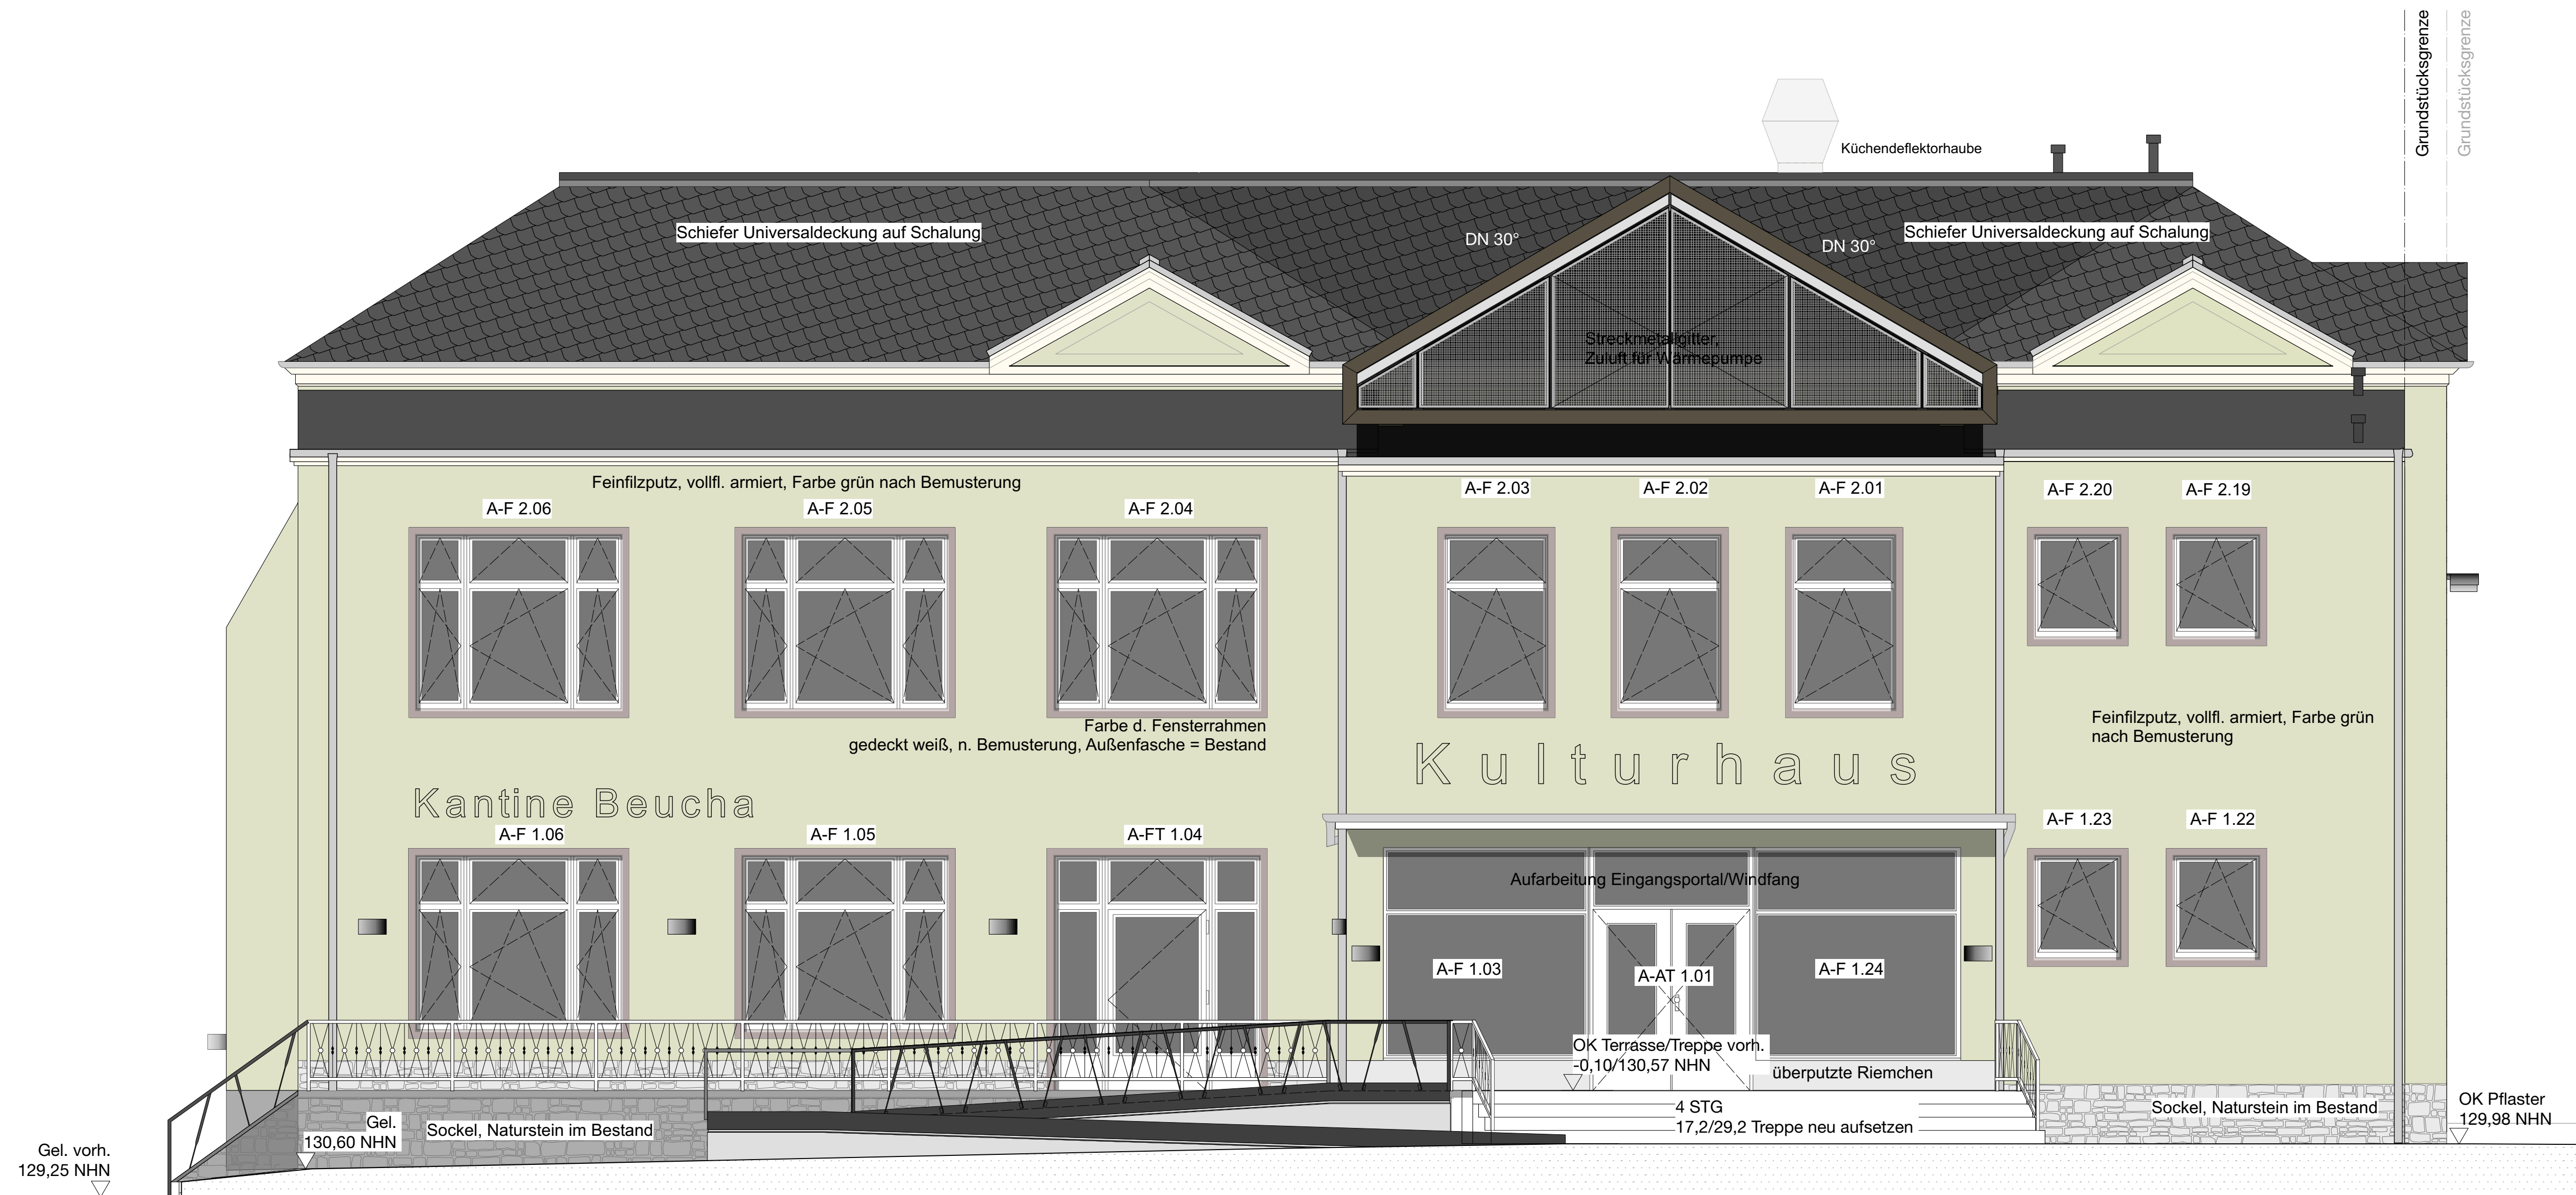 Grundstücksgrenze
Grundstücksgrenze
Küchendeflektorhaube
Schiefer Universaldeckung auf Schalung
DN 30°
DN 30°
Schiefer Universaldeckung auf Schalung
Streckmetallgitter,
Zuluft für Wärmepumpe
Feinfilzputz, vollfl. armiert, Farbe grün nach Bemusterung
A-F 2.06
A-F 2.05
A-F 2.04
A-F 2.03
A-F 2.02
A-F 2.01
A-F 2.20
A-F 2.19
Farbe d. Fensterrahmen
gedeckt weiß, n. Bemusterung, Außenfasche = Bestand
Feinfilzputz, vollfl. armiert, Farbe grün
nach Bemusterung
Kulturhaus
Kantine Beucha
A-F 1.06
A-F 1.05
A-FT 1.04
A-F 1.23
A-F 1.22
Aufarbeitung Eingangsportal/Windfang
A-F 1.03
A-AT 1.01
A-F 1.24
OK Terrasse/Treppe vorh.
-0,10/130,57 NHN
überputzte Riemchen
4 STG
17,2/29,2 Treppe neu aufsetzen
Sockel, Naturstein im Bestand
OK Pflaster
129,98 NHN
Gel.
130,60 NHN
Sockel, Naturstein im Bestand
Gel. vorh.
129,25 NHN